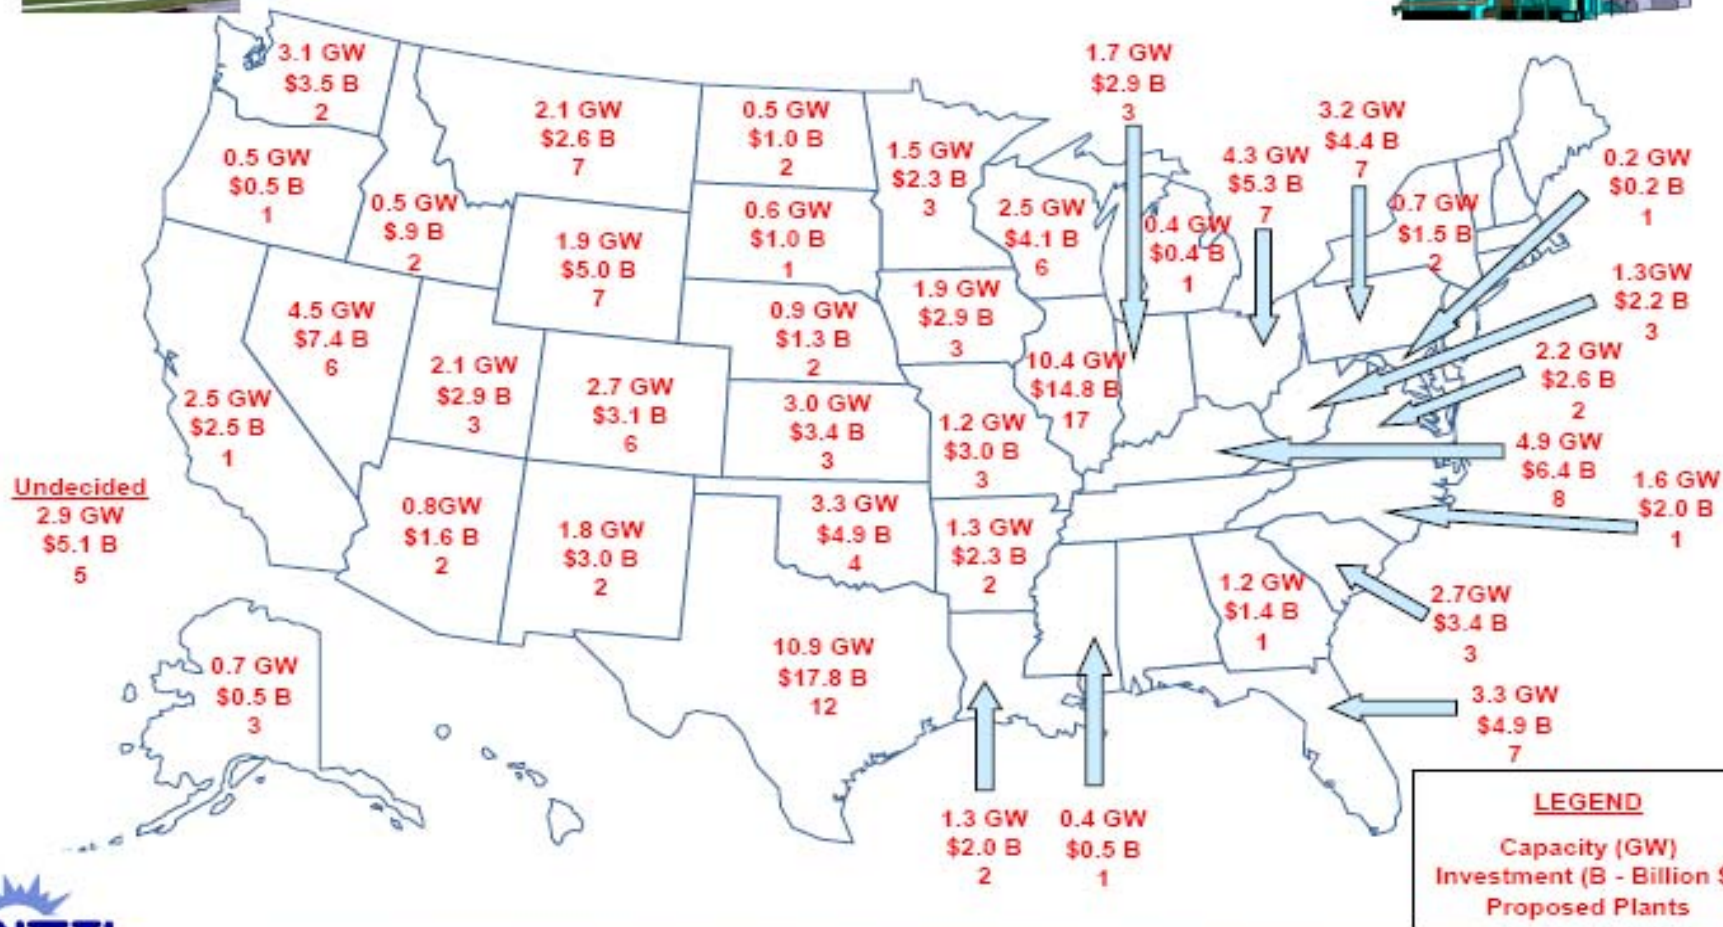 3.1 GW
$3.5 B
2
2.1 GW
$2.6 B
7
0.5 GW
$1.0 B
2
1.5 GW
$2.3 B
3
1.7 GW
$2.9 B
3
3.2 GW
$4.4 B
7
4.3 GW
$5.3 B
7
0.2 GW
$0.2 B
1
0.5 GW
$0.5 B
1
0.5 GW
$.9 B
2
1.9 GW
$5.0 B
7
0.6 GW
$1.0 B
1
2.5 GW
$4.1 B
6
0.4 GW
$0.4 B
1
0.7 GW
$1.5 B
2
1.3GW
$2.2 B
3
4.5 GW
$7.4 B
6
0.9 GW
$1.3 B
2
1.9 GW
$2.9 B
3
10.4 GW
$14.8 B
17
2.2 GW
$2.6 B
2
2.5 GW
$2.5 B
1
2.1 GW
$2.9 B
3
2.7 GW
$3.1 B
6
3.0 GW
$3.4 B
3
1.2 GW
$3.0 B
3
4.9 GW
$6.4 B
8
1.6 GW
$2.0 B
1
Undecided
2.9 GW
$5.1 B
5
0.8GW
$1.6 B
2
1.8 GW
$3.0 B
2
3.3 GW
$4.9 B
4
1.3 GW
$2.3 B
2
1.2 GW
$1.4 B
1
2.7GW
$3.4 B
3
0.7 GW
$0.5 B
3
10.9 GW
$17.8 B
12
3.3 GW
$4.9 B
7
1.3 GW
$2.0 B
2
0.4 GW
$0.5 B
1
LEGEND
Capacity (GW)
Investment (B - Billion $
Proposed Plants